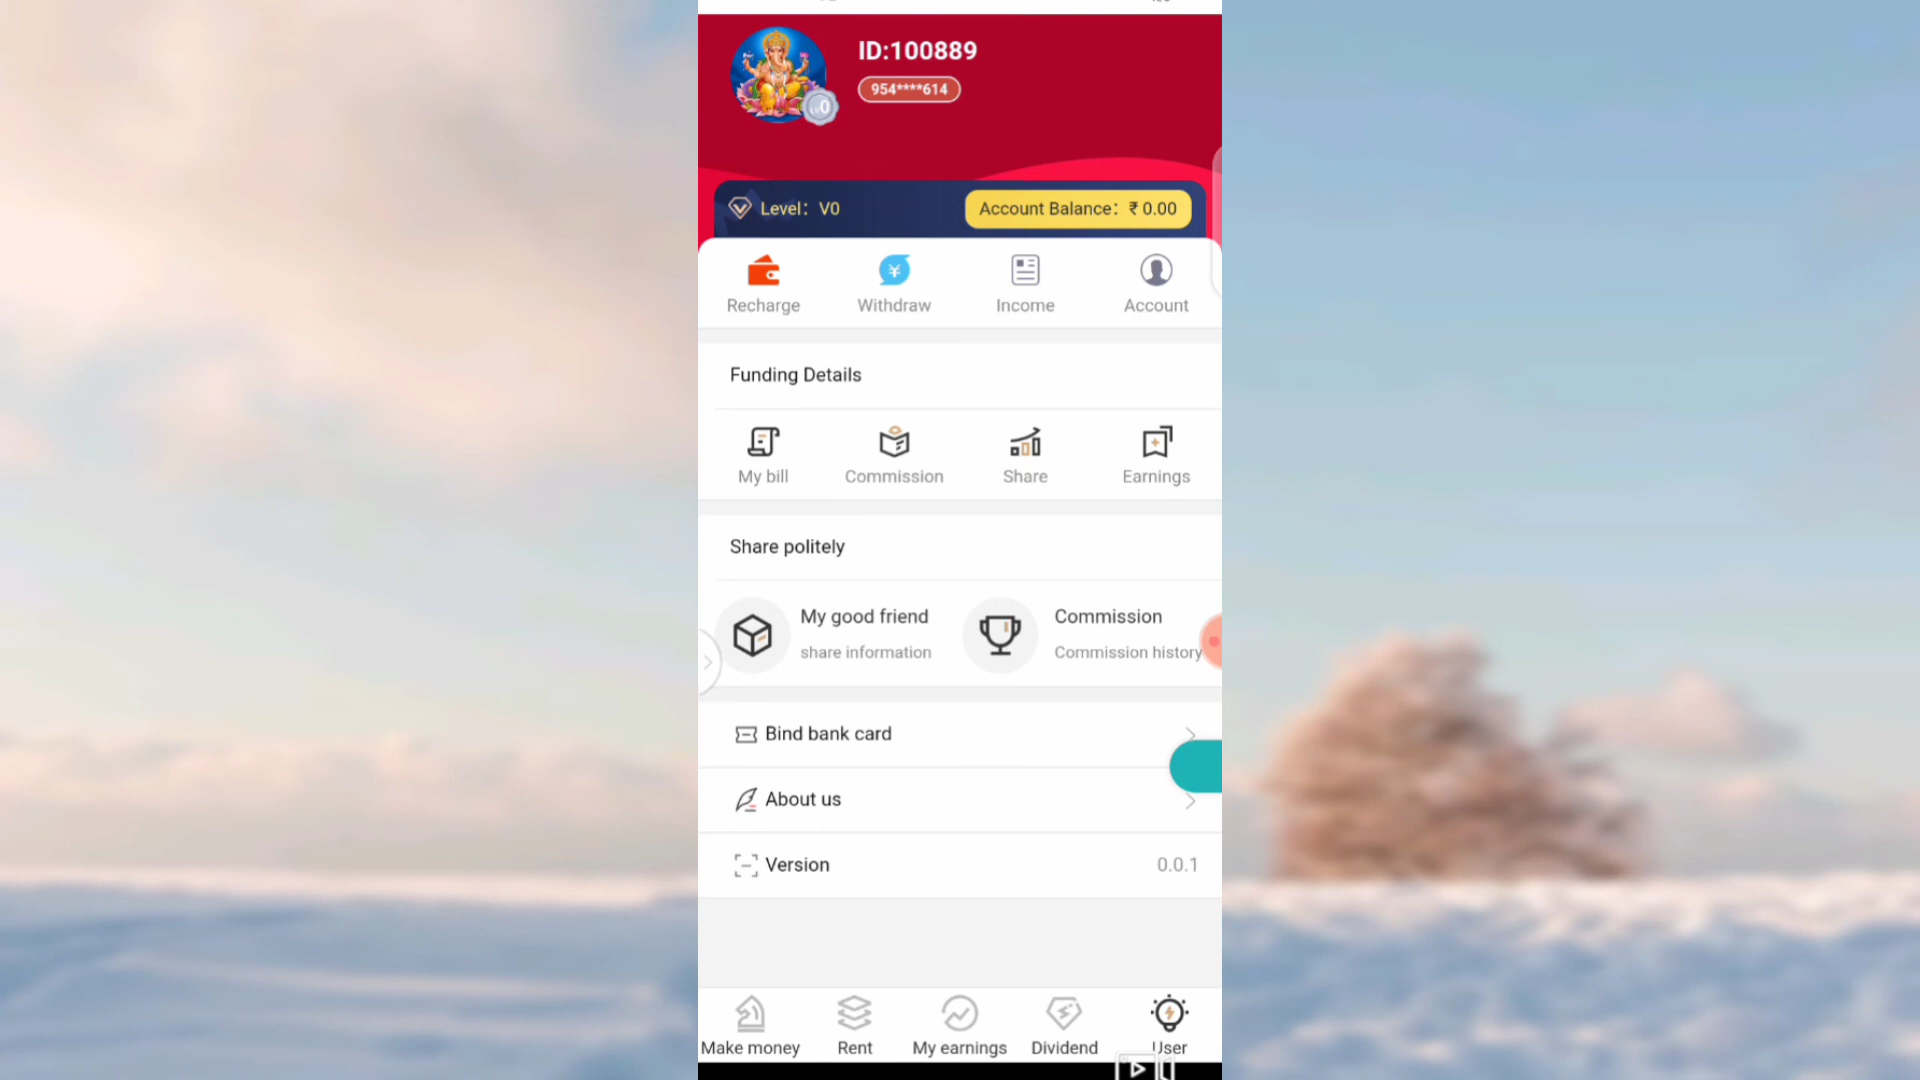 ID:100889
954****614
LV0
Level: V0
Account Balance: ₹ 0.00
Recharge
Withdraw
Income
Account
Funding Details
My bill
Commission
Share
Earnings
Share politely
My good friend
share information
Commission
Commission history
Bind bank card
About us
Version
0.0.1
Make money
Rent
My earnings
Dividend
User